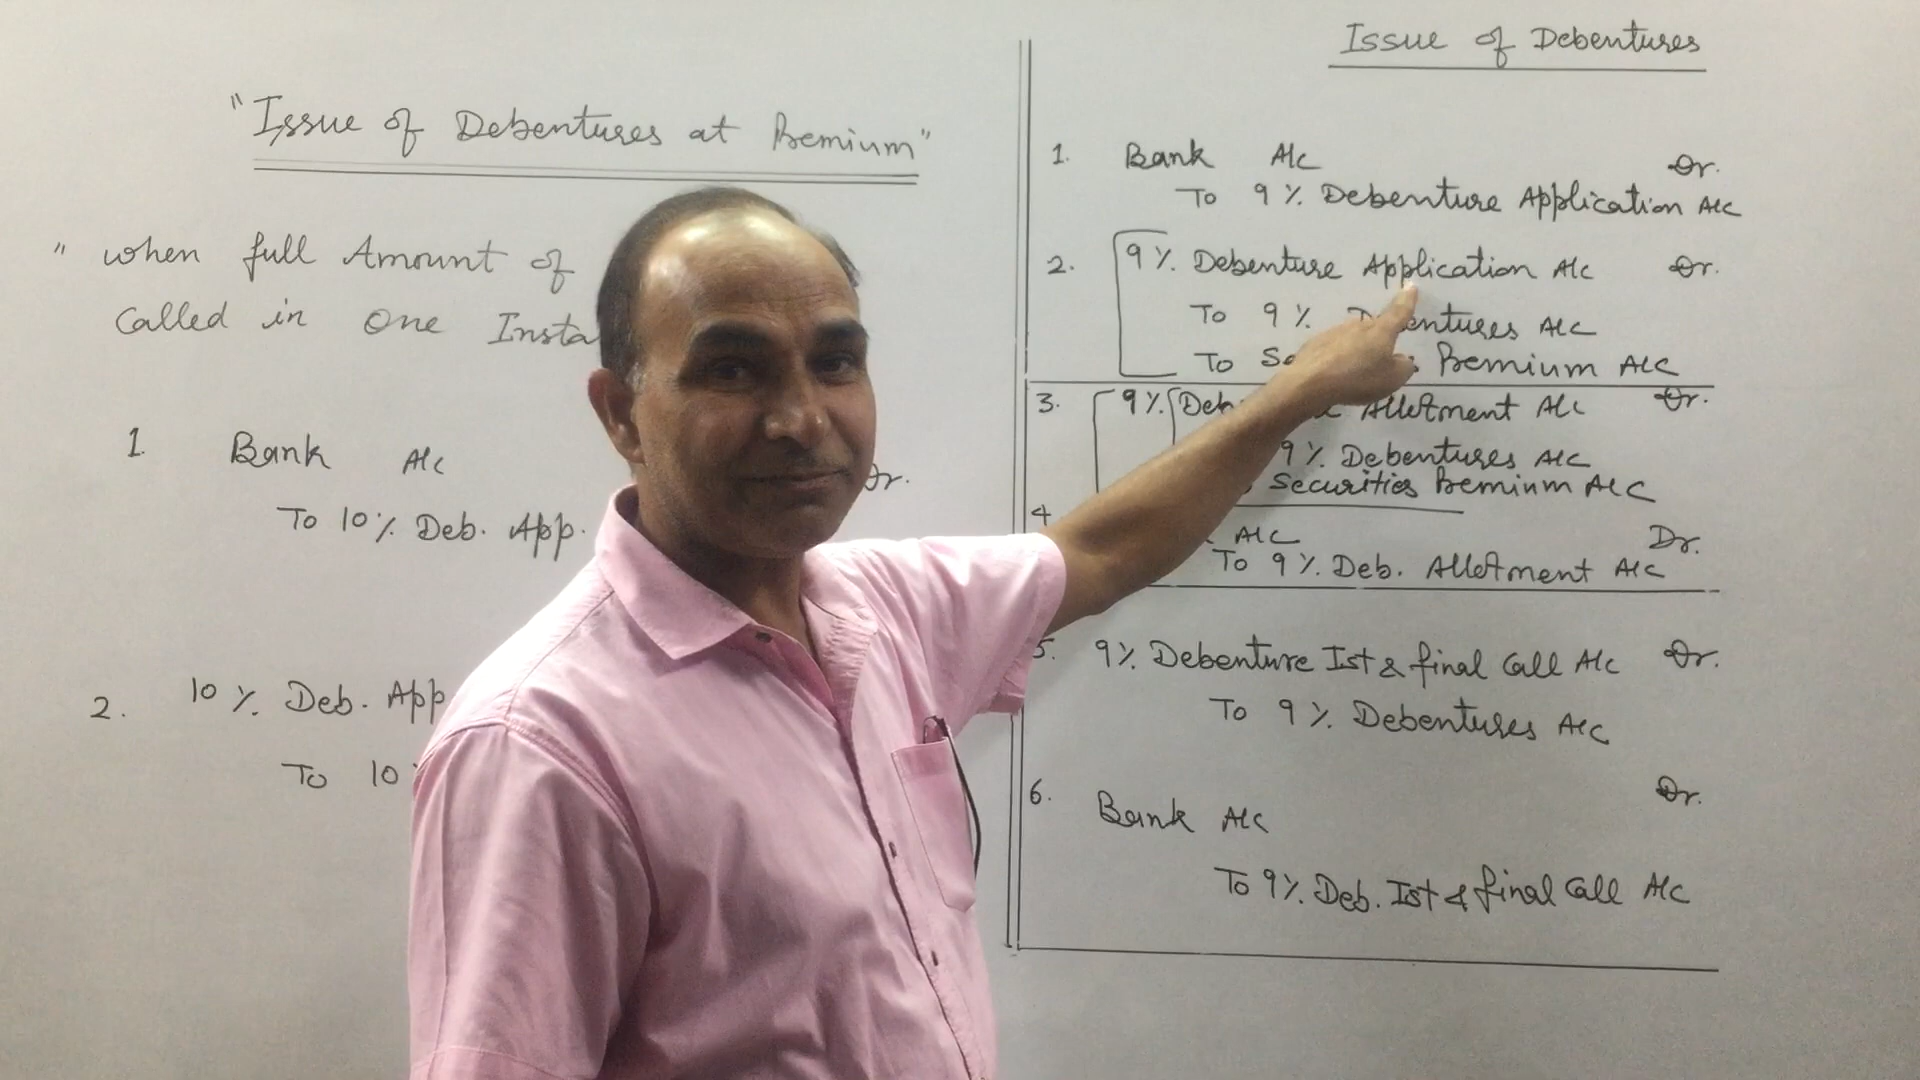 "Issue of Debentures at Premium"
" when full Amount of
Called in One
1. Bank A/c Dr.
To 10% Deb. App.
2. 10% Deb. App
To 10
Issue of Debentures
1. Bank A/c Dr.
To 9% Debenture Application A/c
2. 9% Debenture Application A/c Dr.
To 9% Debentures A/c
To Premium A/c
3. 9% Allotment A/c Dr.
9% Debentures A/c
Securities Premium A/c
4
A/c Dr.
To 9% Deb. Allotment A/c
5. 9% Debenture Ist & final Call A/c Dr.
To 9% Debentures A/c
6. Bank A/c Dr.
To 9% Deb. Ist & final Call A/c